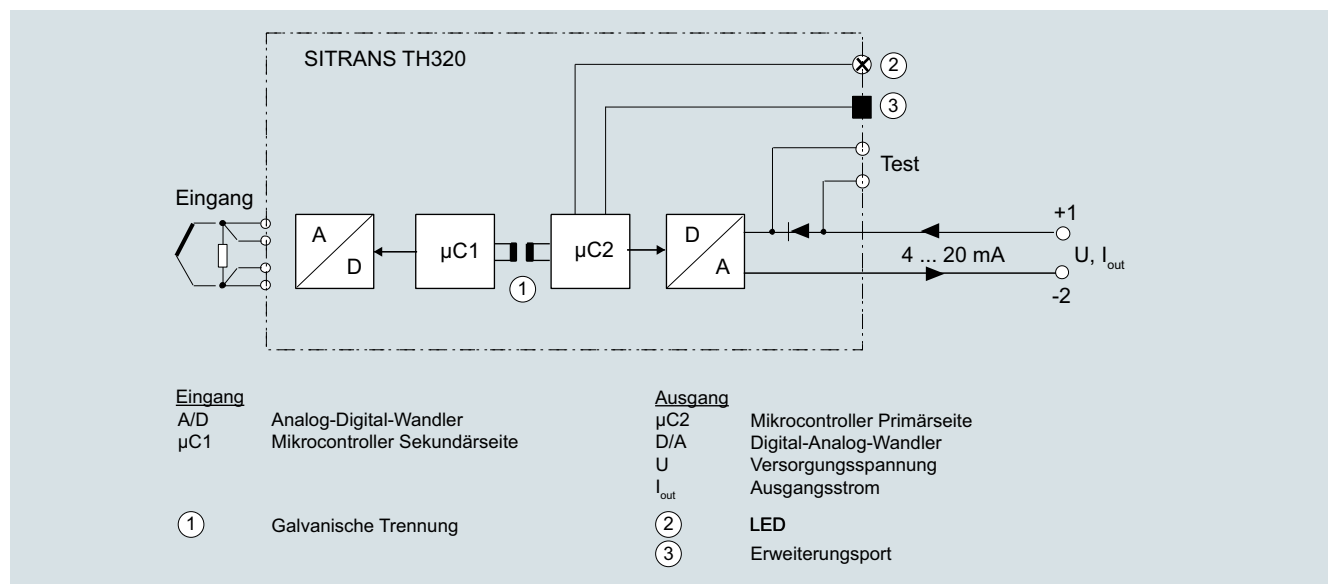 SITRANS TH320
2
3
Test
Eingang
A
D
µC1
1
µC2
D
A
+1
4 ... 20 mA
U, Iout
-2
Eingang
A/D Analog-Digital-Wandler
µC1 Mikrocontroller Sekundärseite
1 Galvanische Trennung
Ausgang
µC2 Mikrocontroller Primärseite
D/A Digital-Analog-Wandler
U Versorgungsspannung
Iout Ausgangsstrom
2 LED
3 Erweiterungsport